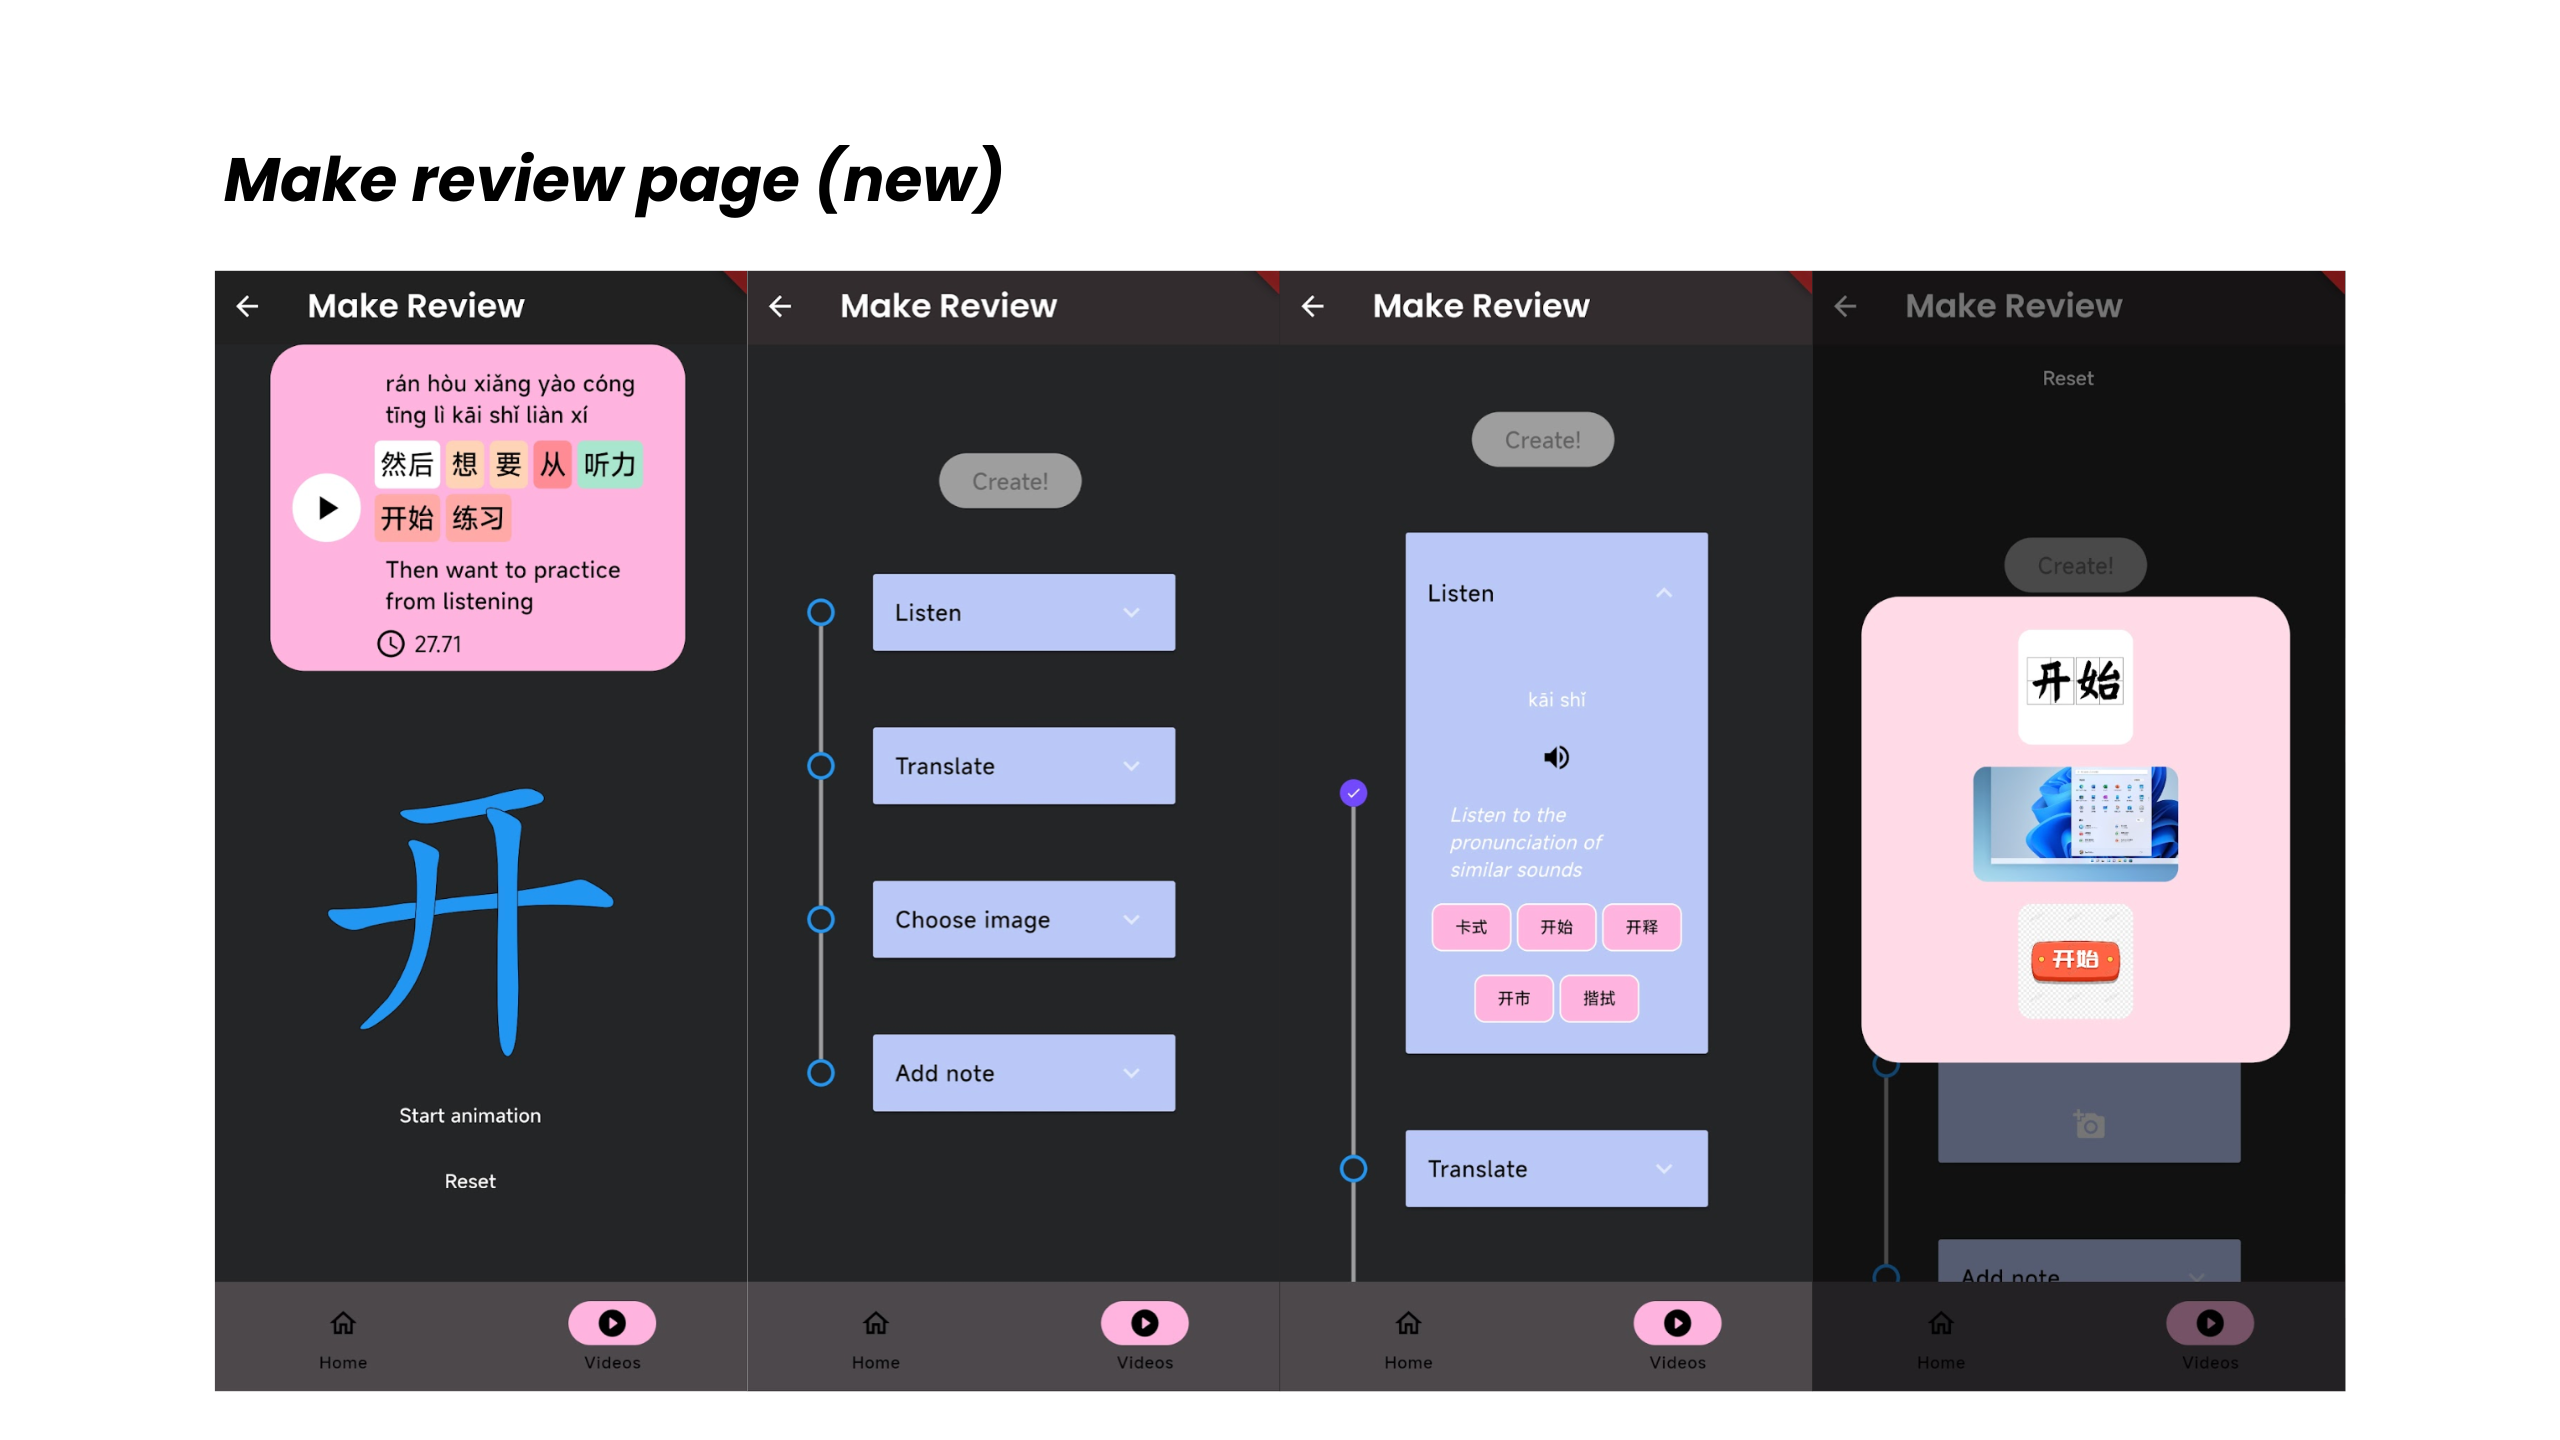 Make review page (new)
Make Review
rán hòu xiǎng yào cóng
tīng lì kāi shǐ liàn xí
然后 想 要 从 听力
开始 练习
Then want to practice
from listening
27.71
开
Start animation
Reset
Home Videos
Make Review
Create!
Listen
Translate
Choose image
Add note
Home Videos
Make Review
Create!
Listen
kāi shǐ
Listen to the
pronunciation of
similar sounds
卡式 开始 开释
开市 揩拭
Translate
Home Videos
Make Review
Reset
Create!
开始
开始
Add note
Home Videos